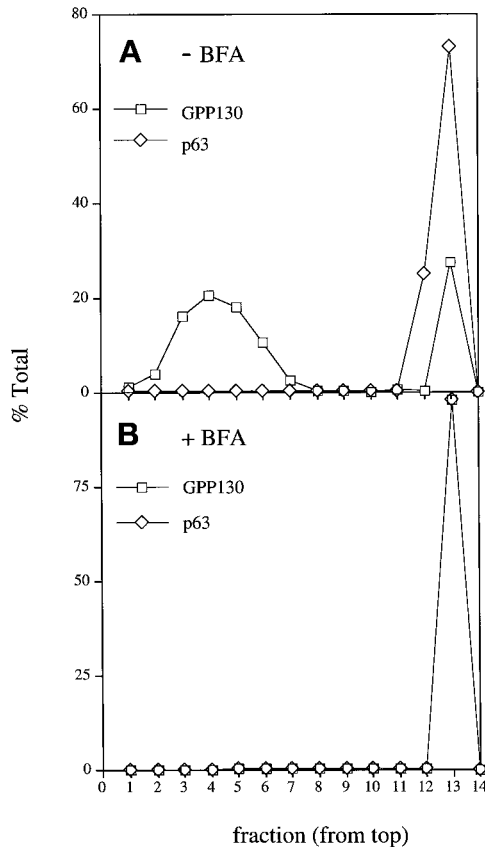 80
A - BFA
GPP130
p63
60
40
20
0
% Total
B + BFA
GPP130
p63
75
50
25
0
0 1 2 3 4 5 6 7 8 9 10 11 12 13 14
fraction (from top)